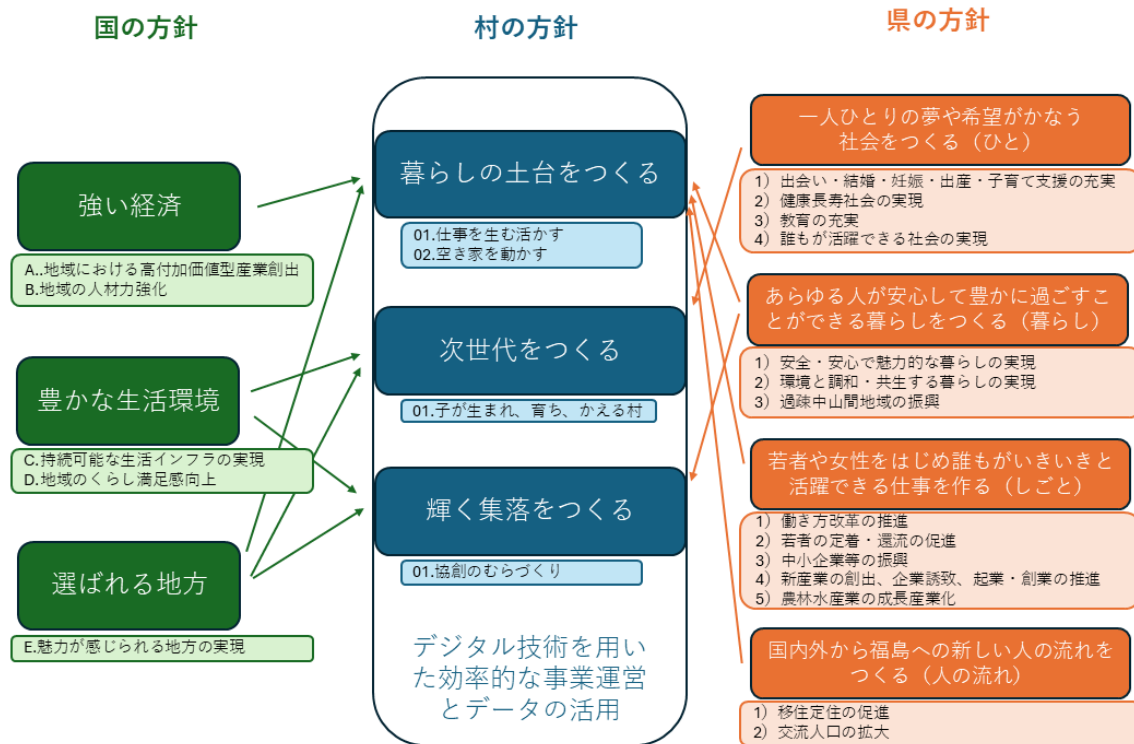 国の方針
村の方針
県の方針
強い経済
A..地域における高付加価値型産業創出
B.地域の人材力強化
豊かな生活環境
C.持続可能な生活インフラの実現
D.地域のくらし満足感向上
選ばれる地方
E.魅力が感じられる地方の実現
暮らしの土台をつくる
01.仕事を生む活かす
02.空き家を動かす
次世代をつくる
01.子が生まれ、育ち、かえる村
輝く集落をつくる
01.協創のむらづくり
デジタル技術を用い
た効率的な事業運営
とデータの活用
一人ひとりの夢や希望がかなう
社会をつくる（ひと）
1）出会い・結婚・妊娠・出産・子育て支援の充実
2）健康長寿社会の実現
3）教育の充実
4）誰もが活躍できる社会の実現
あらゆる人が安心して豊かに過ごすこ
とができる暮らしをつくる（暮らし）
1）安全・安心で魅力的な暮らしの実現
2）環境と調和・共生する暮らしの実現
3）過疎中山間地域の振興
若者や女性をはじめ誰もがいきいきと
活躍できる仕事を作る（しごと）
1）働き方改革の推進
2）若者の定着・還流の促進
3）中小企業等の振興
4）新産業の創出、企業誘致、起業・創業の推進
5）農林水産業の成長産業化
国内外から福島への新しい人の流れを
つくる（人の流れ）
1）移住定住の促進
2）交流人口の拡大